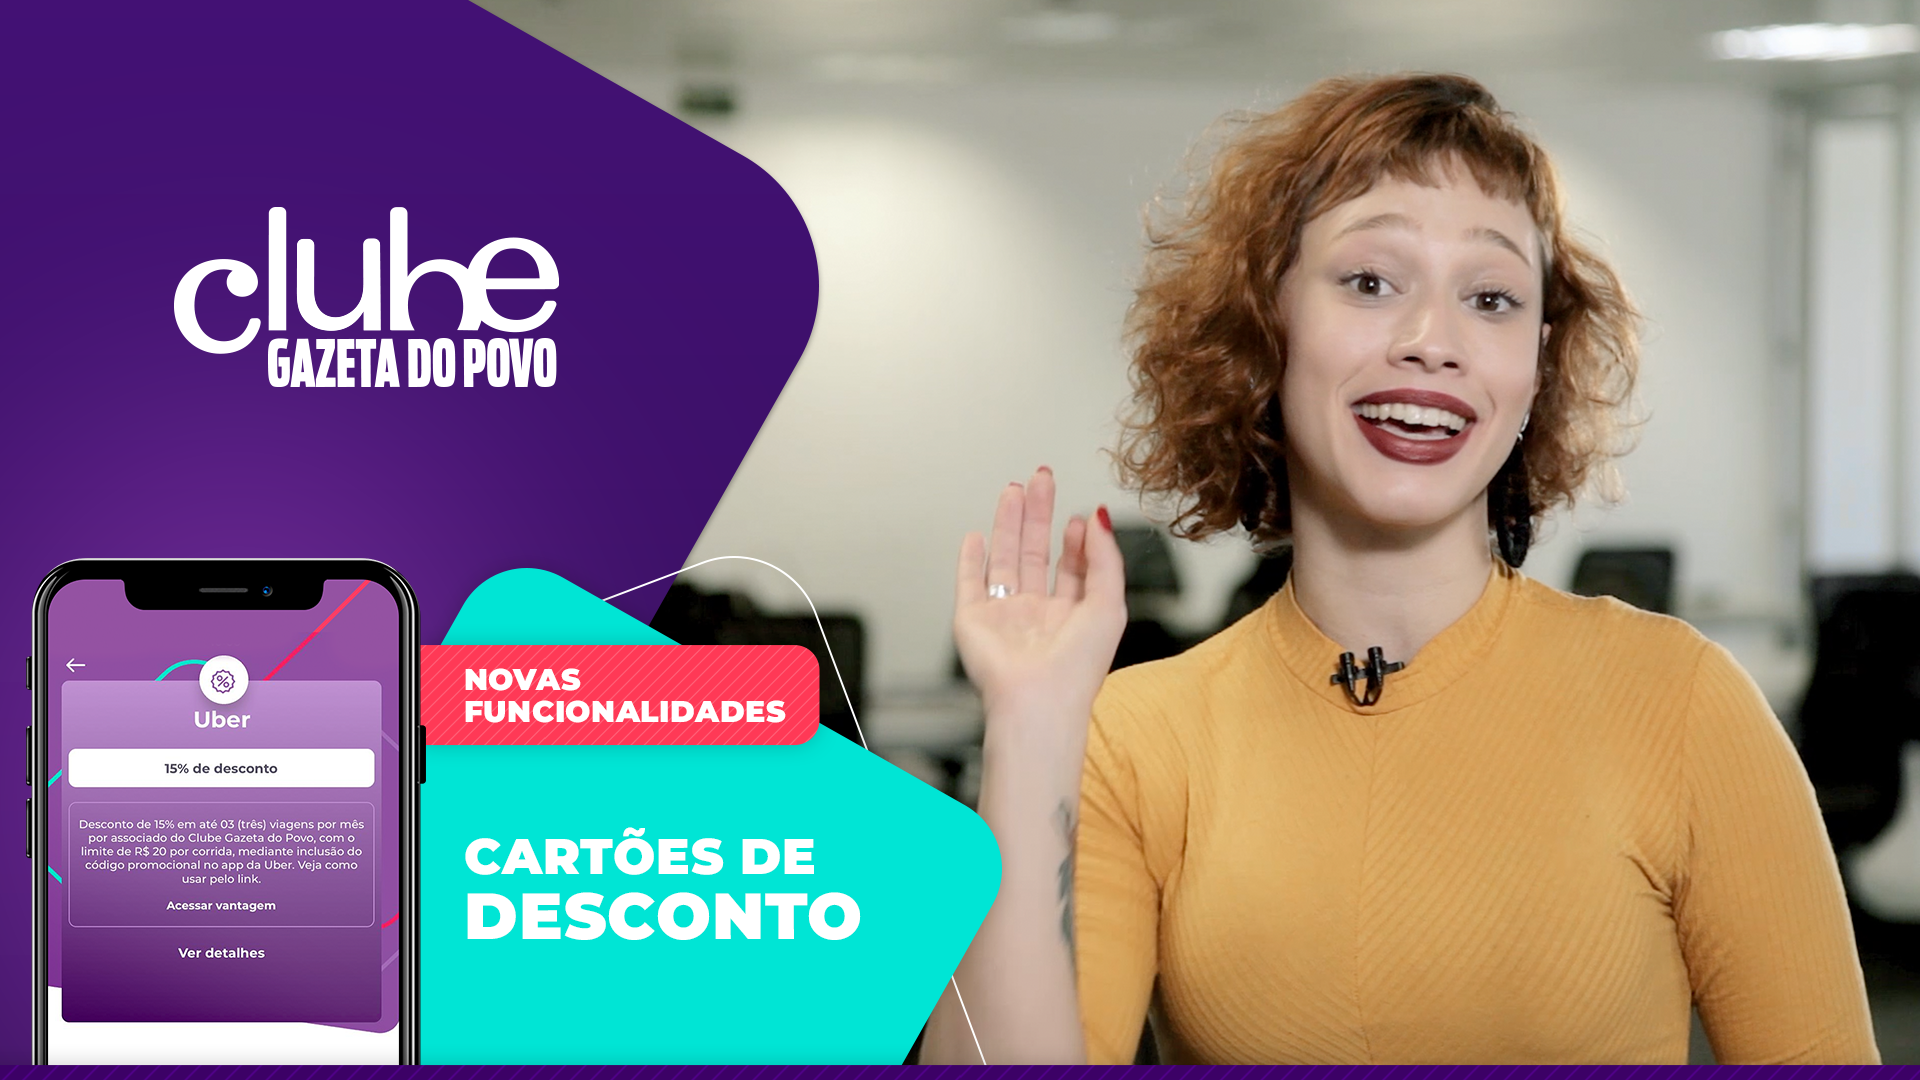 clube
GAZETA DO POVO
NOVAS
FUNCIONALIDADES
CARTÕES DE
DESCONTO
Uber
15% de desconto
Desconto de 15% em até 03 (três) viagens por mês
por associado do Clube Gazeta do Povo, com o
limite de R$ 20 por corrida, mediante inclusão do
código promocional no app da Uber. Veja como
usar pelo link.
Acessar vantagem
Ver detalhes